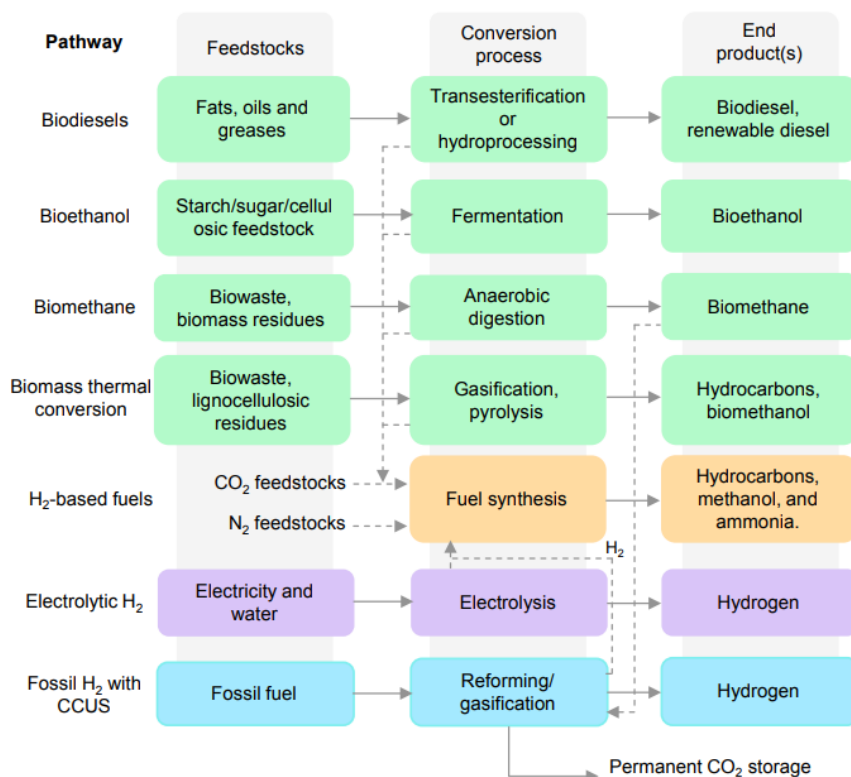 Pathway
Feedstocks
Conversion
process
End
product(s)
Biodiesels
Fats, oils and
greases
Transesterification
or
hydroprocessing
Biodiesel,
renewable diesel
Bioethanol
Starch/sugar/cellul
osic feedstock
Fermentation
Bioethanol
Biomethane
Biowaste,
biomass residues
Anaerobic
digestion
Biomethane
Biomass thermal
conversion
Biowaste,
lignocellulosic
residues
Gasification,
pyrolysis
Hydrocarbons,
biomethanol
H₂-based fuels
CO₂ feedstocks
N₂ feedstocks
Fuel synthesis
Hydrocarbons,
methanol, and
ammonia.
H₂
Electrolytic H₂
Electricity and
water
Electrolysis
Hydrogen
Fossil H₂ with
CCUS
Fossil fuel
Reforming/
gasification
Hydrogen
Permanent CO₂ storage